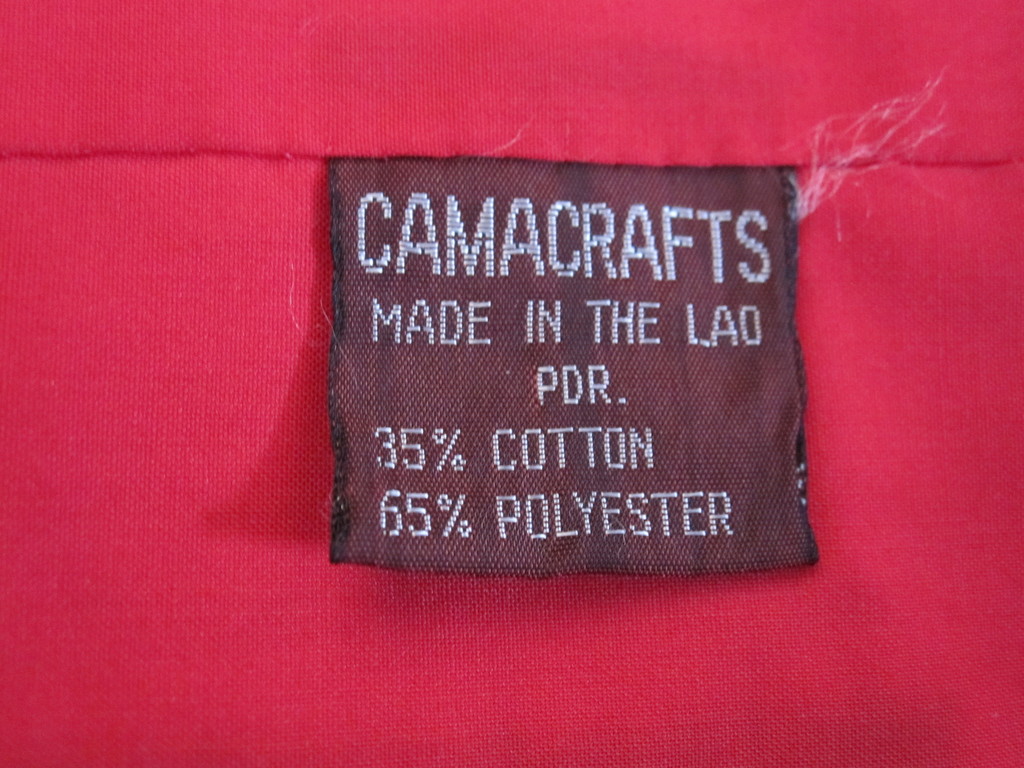 CAMACRAFTS
MADE IN THE LAO
PDR.
35% COTTON
65% POLYESTER